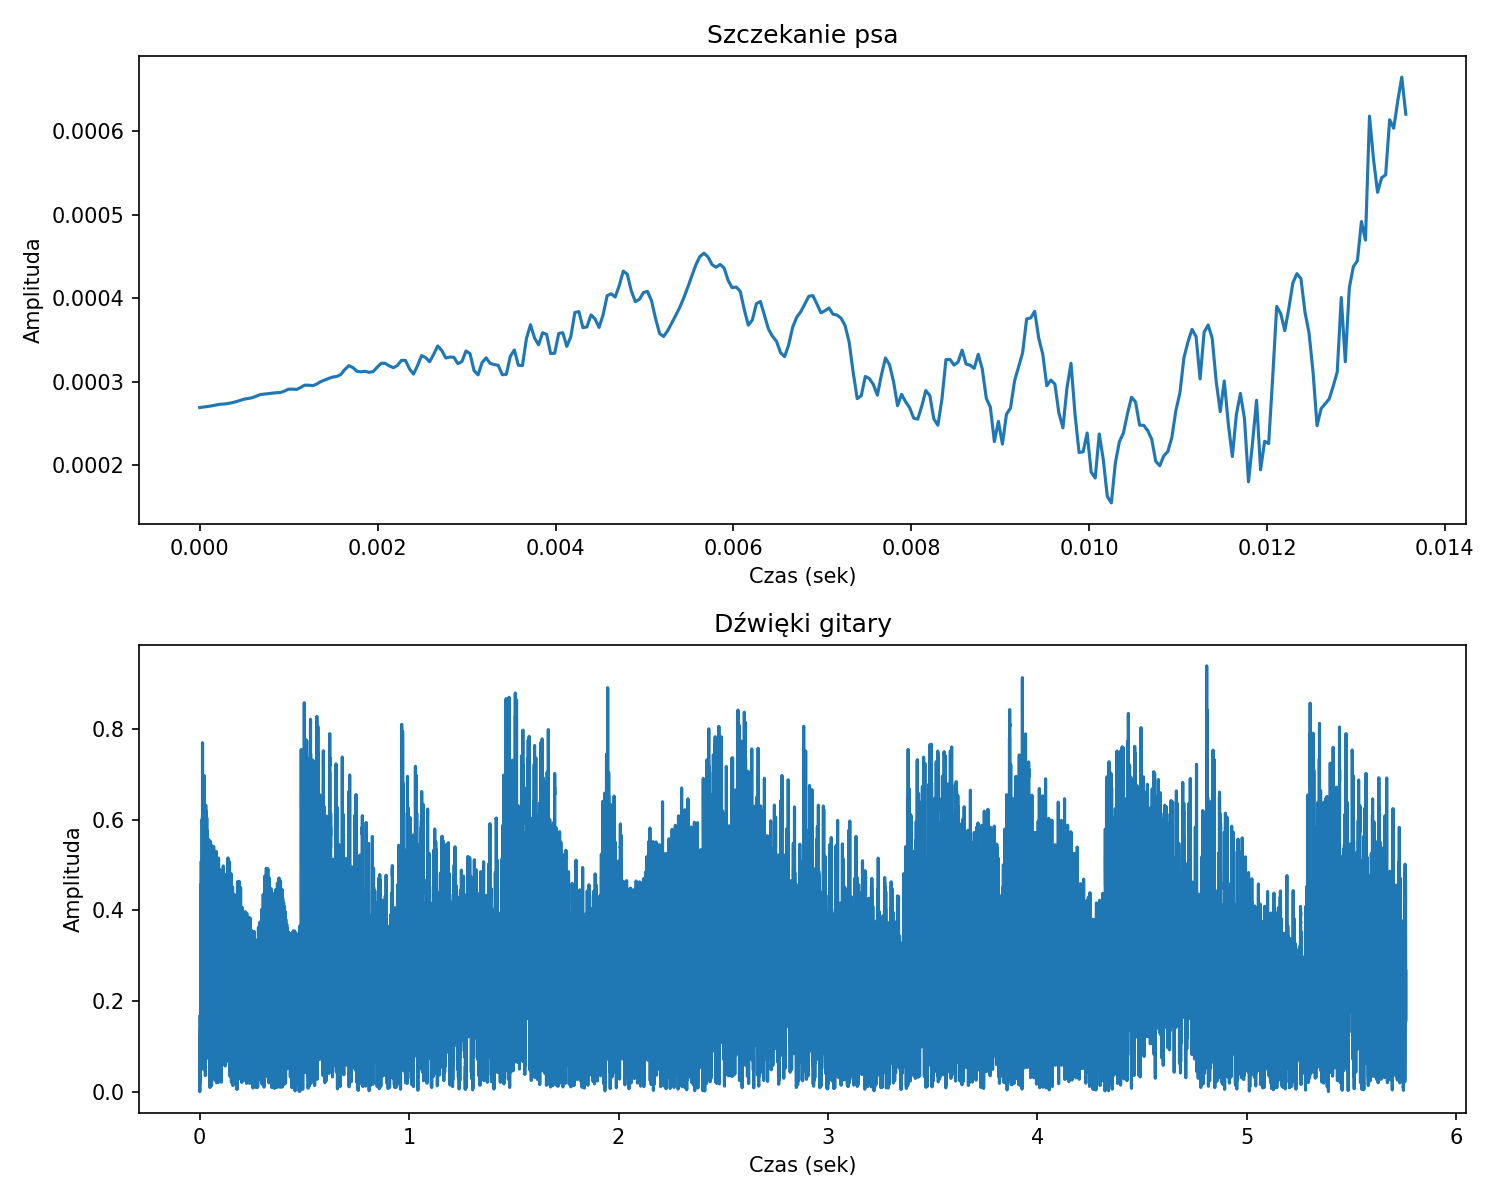 Szczekanie psa
0.0006
0.0005
0.0004
0.0003
0.0002
Amplituda
0.000 0.002 0.004 0.006 0.008 0.010 0.012 0.014
Czas (sek)
Dźwięki gitary
0.8
0.6
0.4
0.2
0.0
Amplituda
0 1 2 3 4 5 6
Czas (sek)